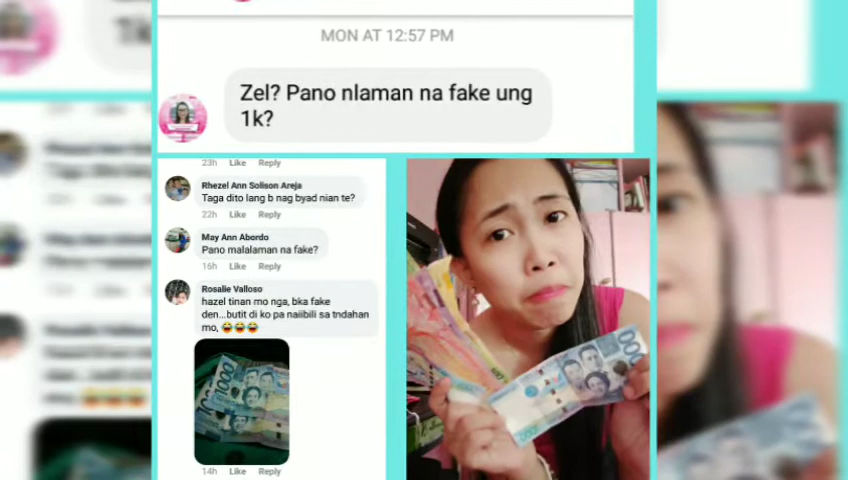 MON AT 12:57 PM
Zel? Pano nlaman na fake ung
1k?
23h Like Reply
Rhezel Ann Solison Areja
Taga dito lang b nag byad nian te?
22h Like Reply
May Ann Abordo
Pano malalaman na fake?
16h Like Reply
Rosalie Valloso
hazel tinan mo nga, bka fake
den...butit di ko pa naiibili sa tndahan
mo, 😂😂😂
1000
14h Like Reply
000